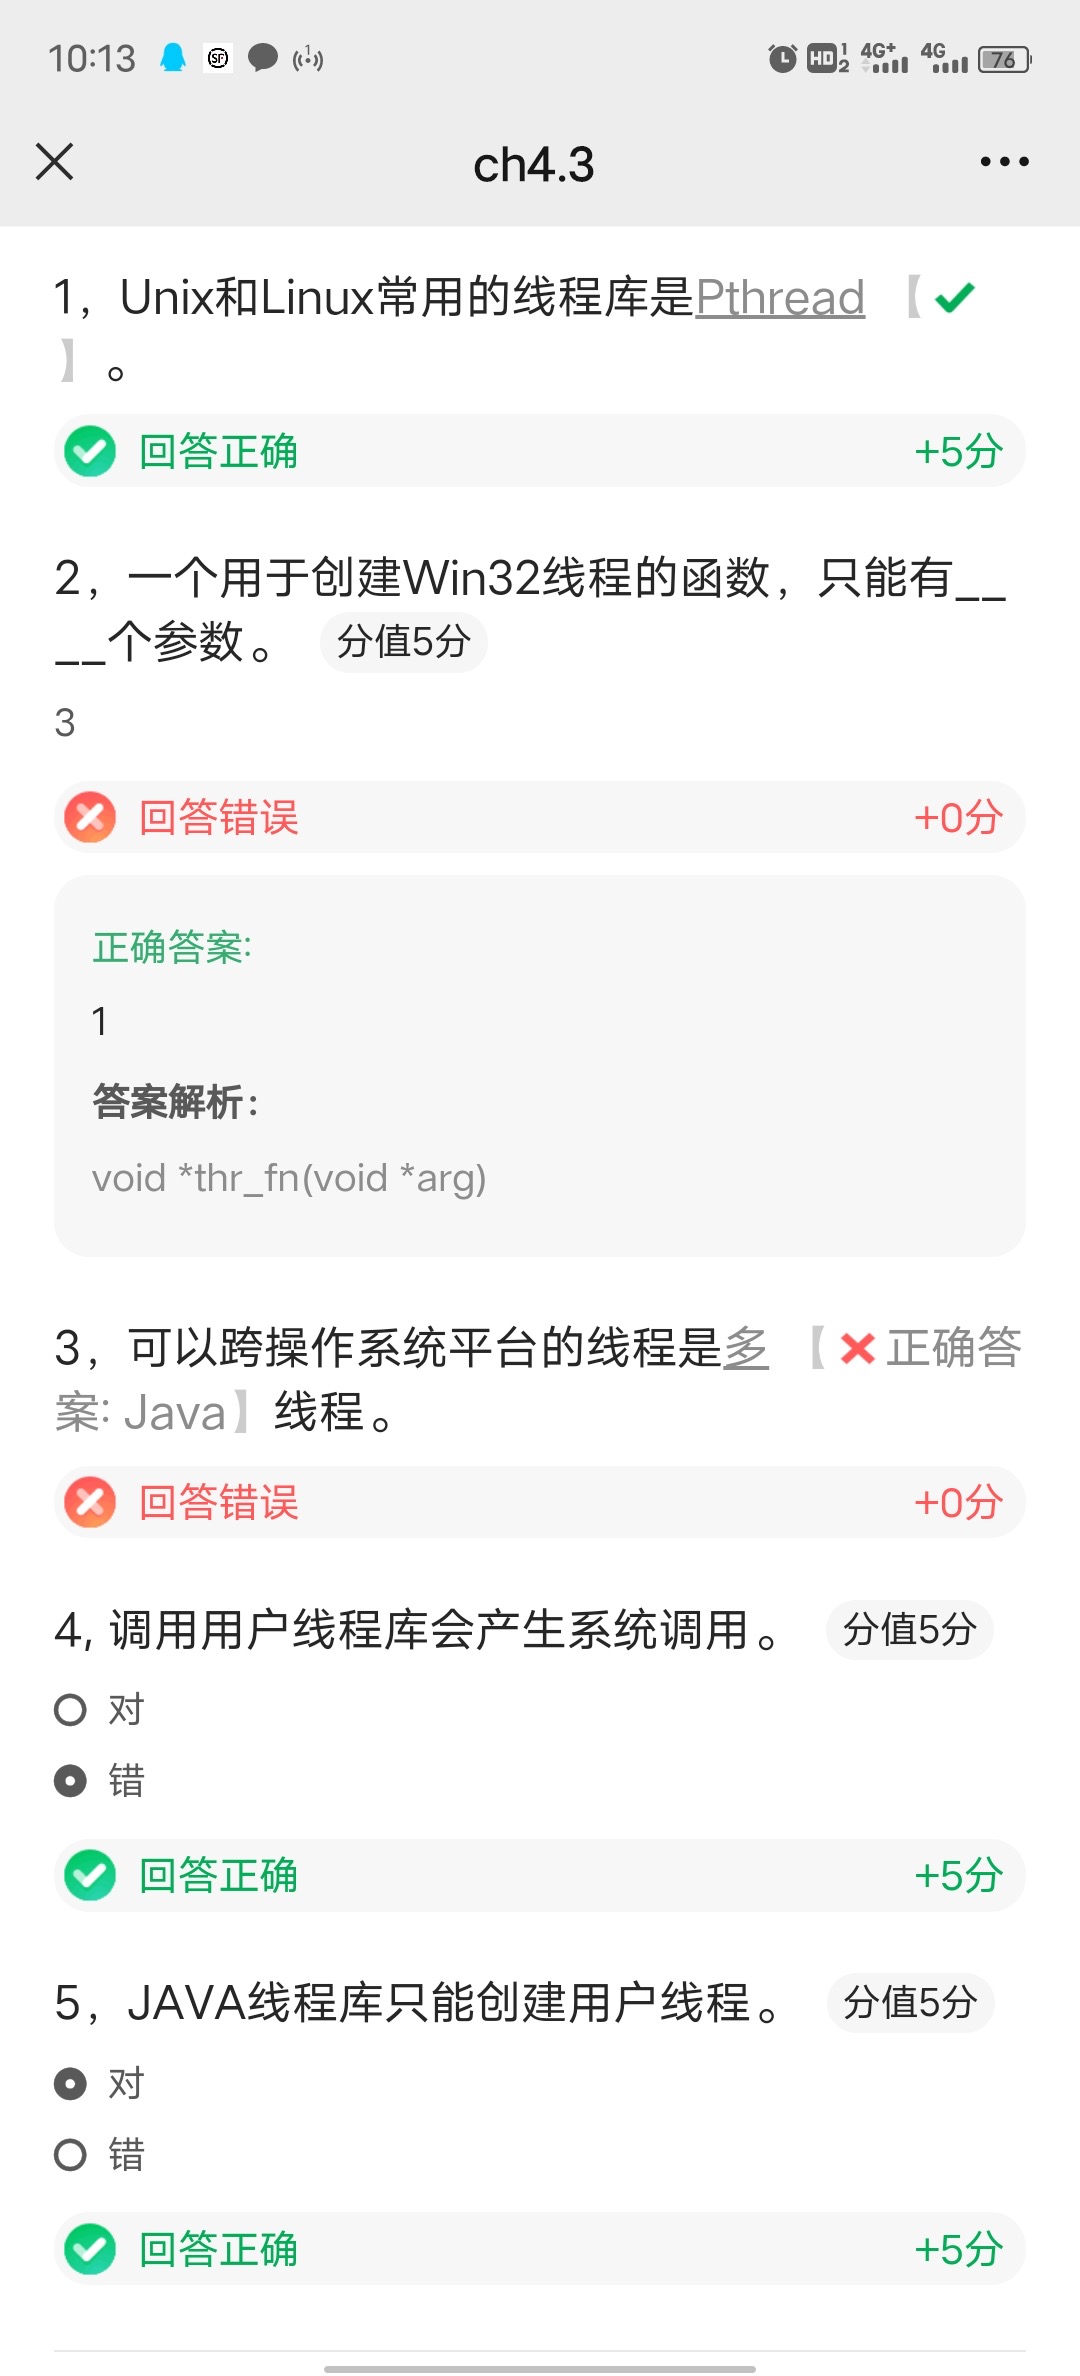 10:13
SF
1
HD 1 2
4G+
4G
76
ch4.3
1，Unix和Linux常用的线程库是Pthread 【✔
】。
回答正确 +5分
2，一个用于创建Win32线程的函数，只能有__
__个参数。 分值5分
3
回答错误 +0分
正确答案:
1
答案解析：
void *thr_fn(void *arg)
3，可以跨操作系统平台的线程是多 【❌正确答
案: Java】线程。
回答错误 +0分
4, 调用用户线程库会产生系统调用。 分值5分
对
错
回答正确 +5分
5，JAVA线程库只能创建用户线程。 分值5分
对
错
回答正确 +5分